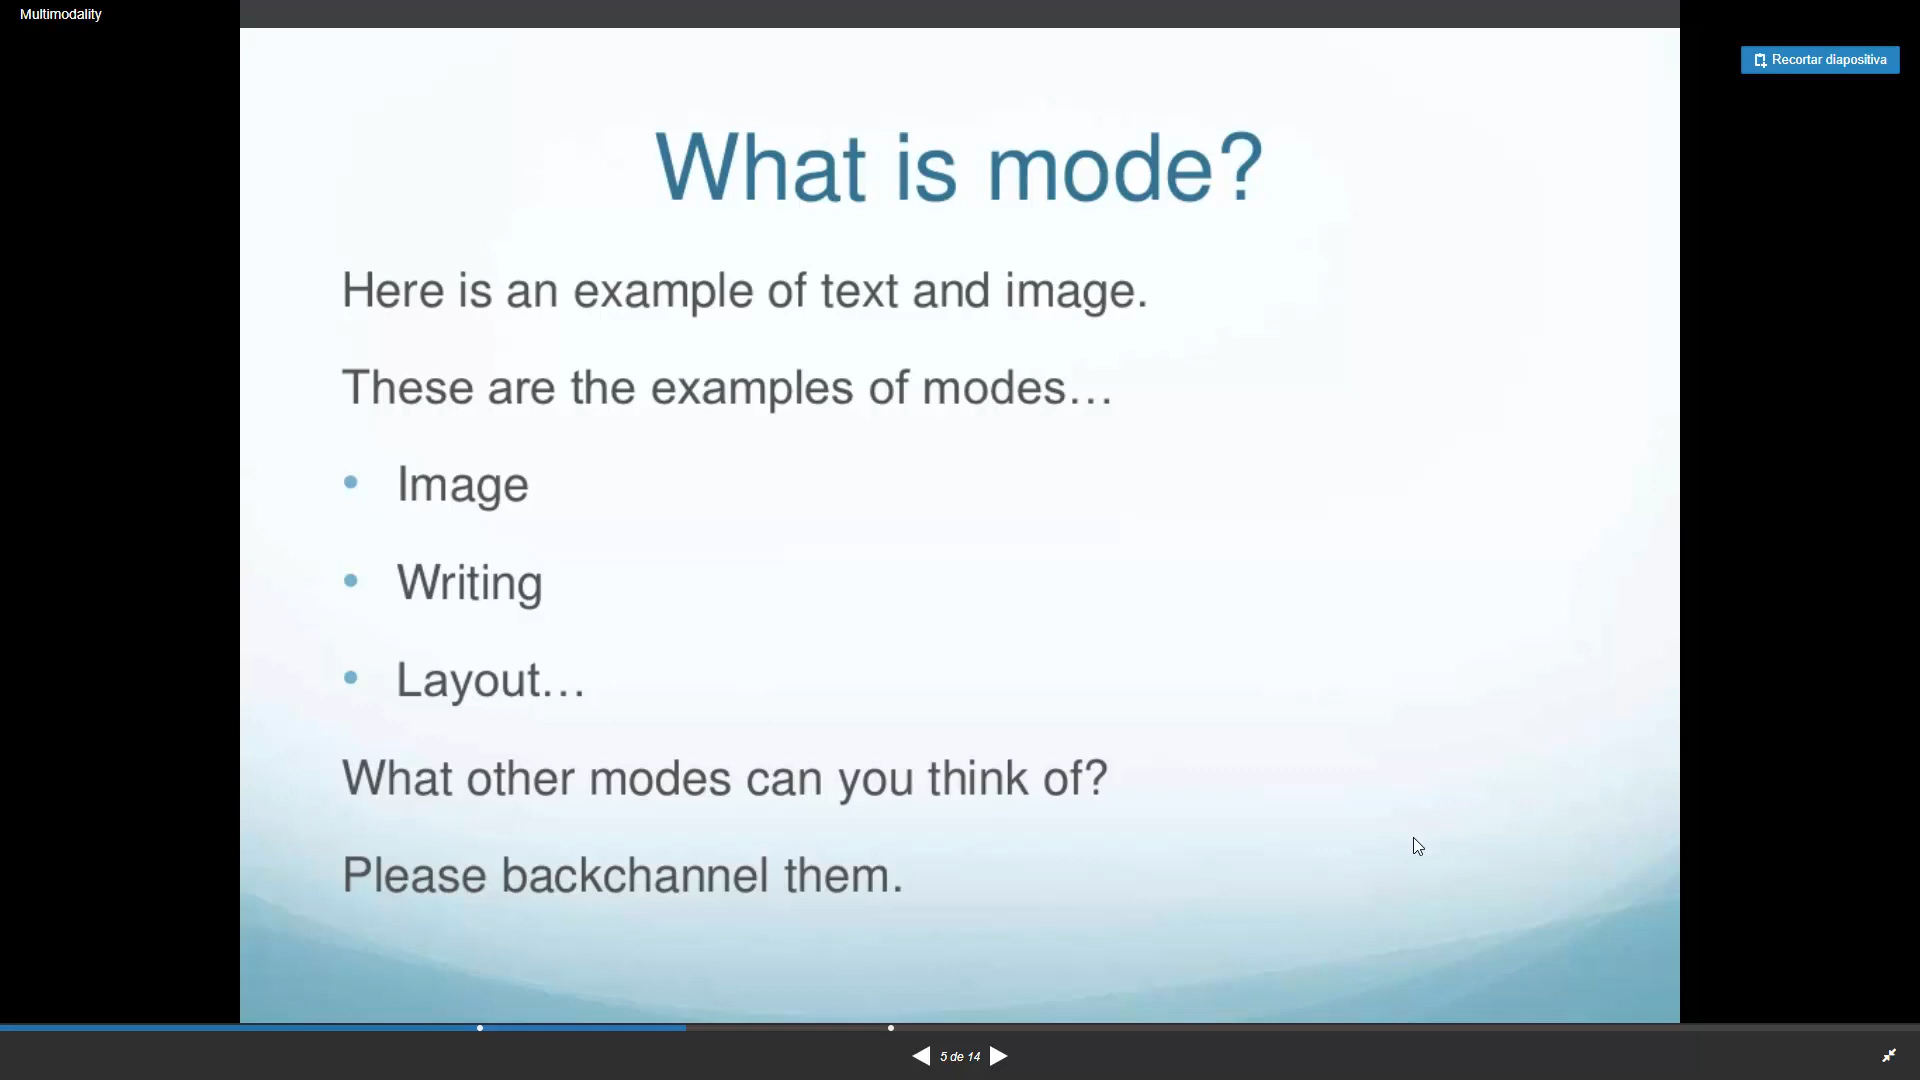 Multimodality
Recortar diapositiva
What is mode?
Here is an example of text and image.
These are the examples of modes…
• Image
• Writing
• Layout…
What other modes can you think of?
Please backchannel them.
5 de 14